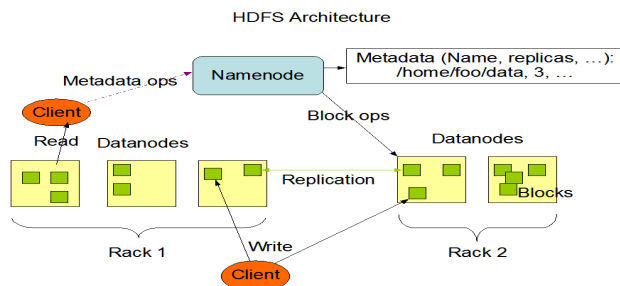 HDFS Architecture
Metadata (Name, replicas, …):
/home/foo/data, 3, …
Namenode
Metadata ops
Client
Block ops
Read
Datanodes
Datanodes
Replication
Blocks
Rack 1
Write
Rack 2
Client